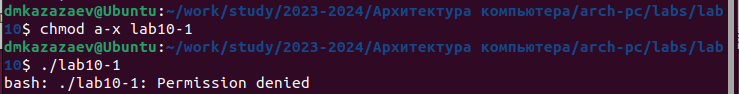 dmkazazaev@Ubuntu:~/work/study/2023-2024/Архитектура компьютера/arch-pc/labs/lab
10$ chmod a-x lab10-1
dmkazazaev@Ubuntu:~/work/study/2023-2024/Архитектура компьютера/arch-pc/labs/lab
10$ ./lab10-1
bash: ./lab10-1: Permission denied